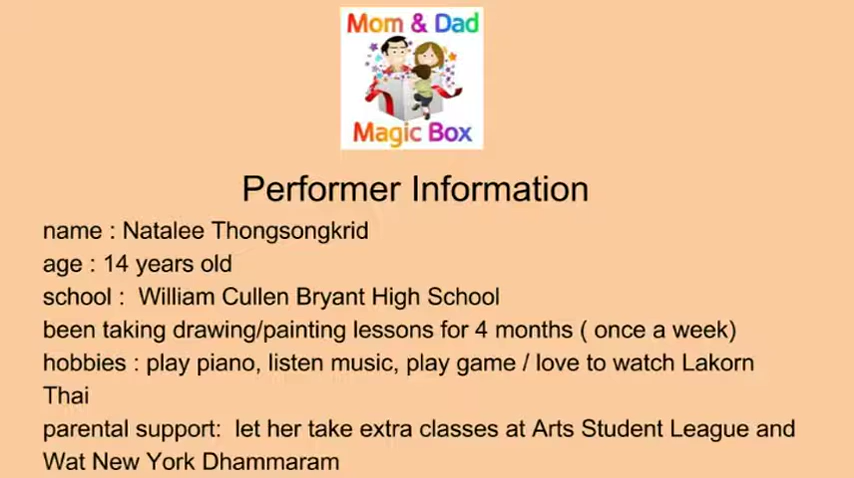 Mom & Dad
Magic Box
Performer Information
name : Natalee Thongsongkrid
age : 14 years old
school :  William Cullen Bryant High School
been taking drawing/painting lessons for 4 months ( once a week)
hobbies : play piano, listen music, play game / love to watch Lakorn
Thai
parental support:  let her take extra classes at Arts Student League and
Wat New York Dhammaram